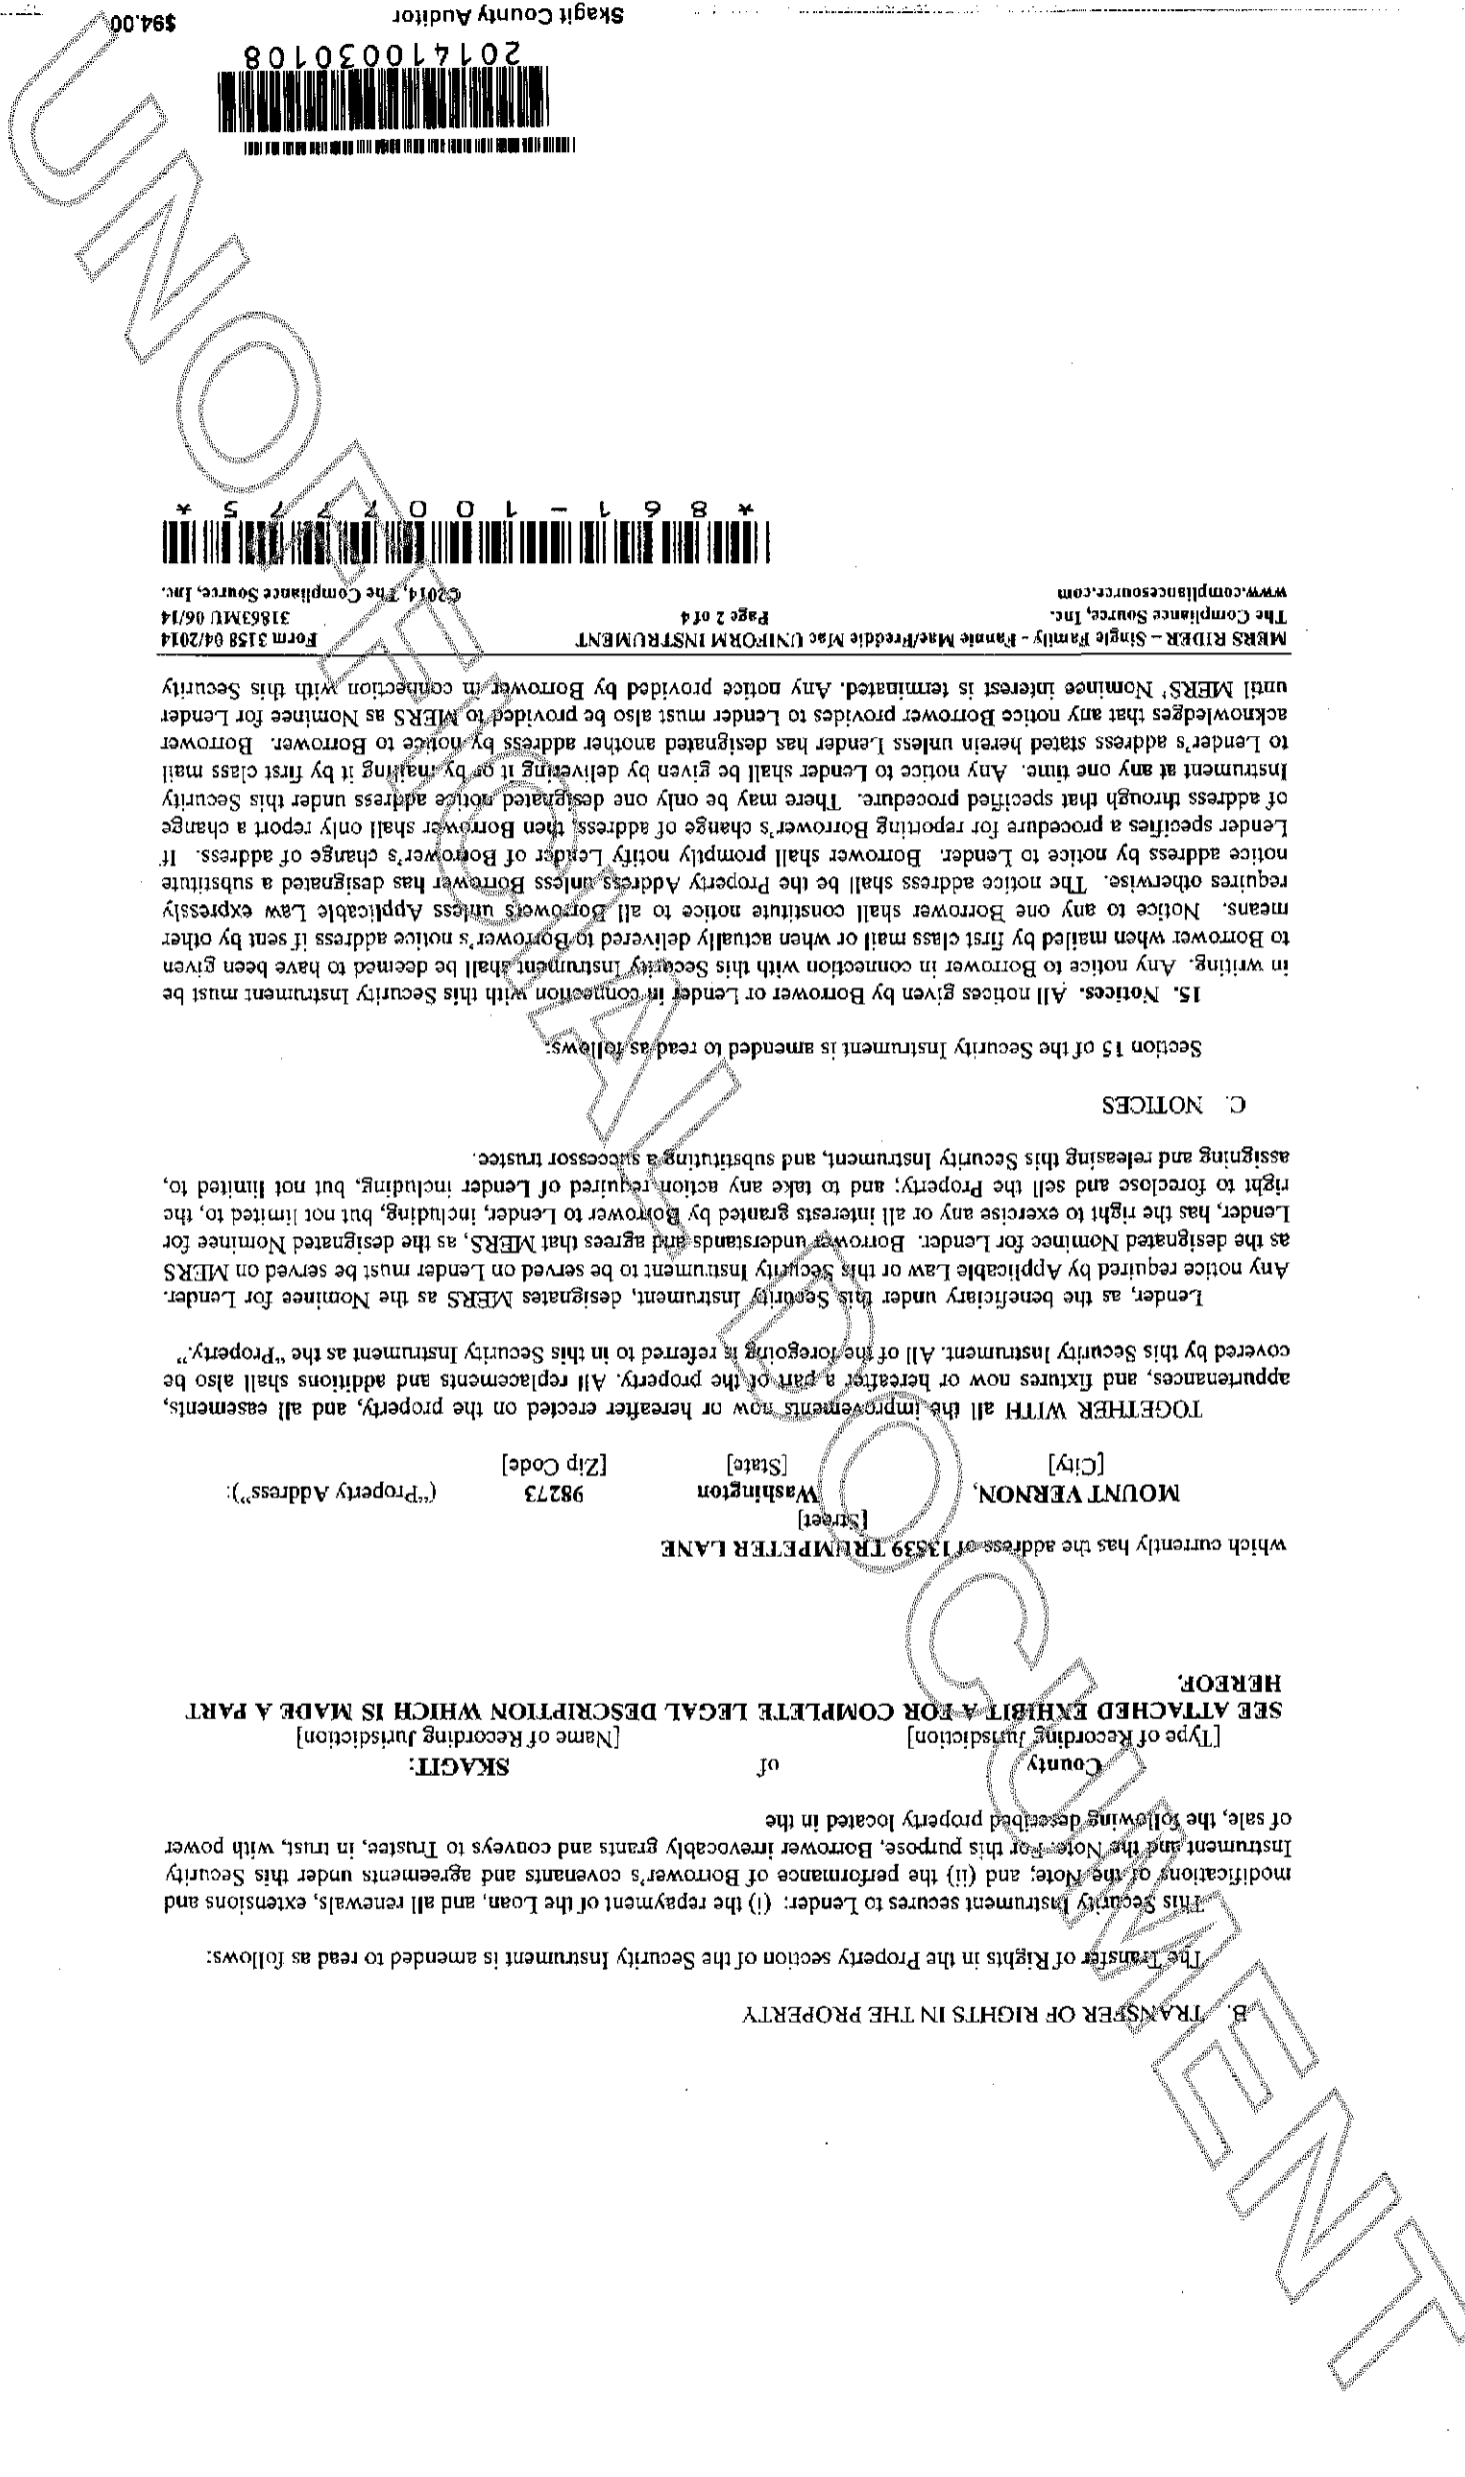 B. TRANSFER OF RIGHTS IN THE PROPERTY
The Transfer of Rights in the Property section of the Security Instrument is amended to read as follows:
This Security Instrument secures to Lender: (i) the repayment of the Loan, and all renewals, extensions and
modifications of the Note; and (ii) the performance of Borrower's covenants and agreements under this Security
Instrument and the Note. For this purpose, Borrower irrevocably grants and conveys to Trustee, in trust, with power
of sale, the following described property located in the
County of SKAGIT:
[Type of Recording Jurisdiction] [Name of Recording Jurisdiction]
SEE ATTACHED EXHIBIT A FOR COMPLETE LEGAL DESCRIPTION WHICH IS MADE A PART
HEREOF.
which currently has the address of 13539 TRUMPETER LANE
[Street]
MOUNT VERNON, Washington 98273 ("Property Address"):
[City] [State] [Zip Code]
TOGETHER WITH all the improvements now or hereafter erected on the property, and all easements,
appurtenances, and fixtures now or hereafter a part of the property. All replacements and additions shall also be
covered by this Security Instrument. All of the foregoing is referred to in this Security Instrument as the "Property."
Lender, as the beneficiary under this Security Instrument, designates MERS as the Nominee for Lender.
Any notice required by Applicable Law or this Security Instrument to be served on Lender must be served on MERS
as the designated Nominee for Lender. Borrower understands and agrees that MERS, as the designated Nominee for
Lender, has the right to exercise any or all interests granted by Borrower to Lender, including, but not limited to, the
right to foreclose and sell the Property; and to take any action required of Lender including, but not limited to,
assigning and releasing this Security Instrument, and substituting a successor trustee.
C. NOTICES
Section 15 of the Security Instrument is amended to read as follows:
15. Notices. All notices given by Borrower or Lender in connection with this Security Instrument must be
in writing. Any notice to Borrower in connection with this Security Instrument shall be deemed to have been given
to Borrower when mailed by first class mail or when actually delivered to Borrower's notice address if sent by other
means. Notice to any one Borrower shall constitute notice to all Borrowers unless Applicable Law expressly
requires otherwise. The notice address shall be the Property Address unless Borrower has designated a substitute
notice address by notice to Lender. Borrower shall promptly notify Lender of Borrower's change of address. If
Lender specifies a procedure for reporting Borrower's change of address, then Borrower shall only report a change
of address through that specified procedure. There may be only one designated notice address under this Security
Instrument at any one time. Any notice to Lender shall be given by delivering it or by mailing it by first class mail
to Lender's address stated herein unless Lender has designated another address by notice to Borrower. Borrower
acknowledges that any notice Borrower provides to Lender must also be provided to MERS as Nominee for Lender
until MERS' Nominee interest is terminated. Any notice provided by Borrower in connection with this Security
MERS RIDER – Single Family - Fannie Mae/Freddie Mac UNIFORM INSTRUMENT Form 3158 04/2014
The Compliance Source, Inc. Page 2 of 4 31863MU 06/14
www.compliancesource.com ©2014, The Compliance Source, Inc.
* 8 6 1 - 1 0 0 7 7 7 5 *
201410030108
Skagit County Auditor $94.00
UNOFFICIAL DOCUMENT